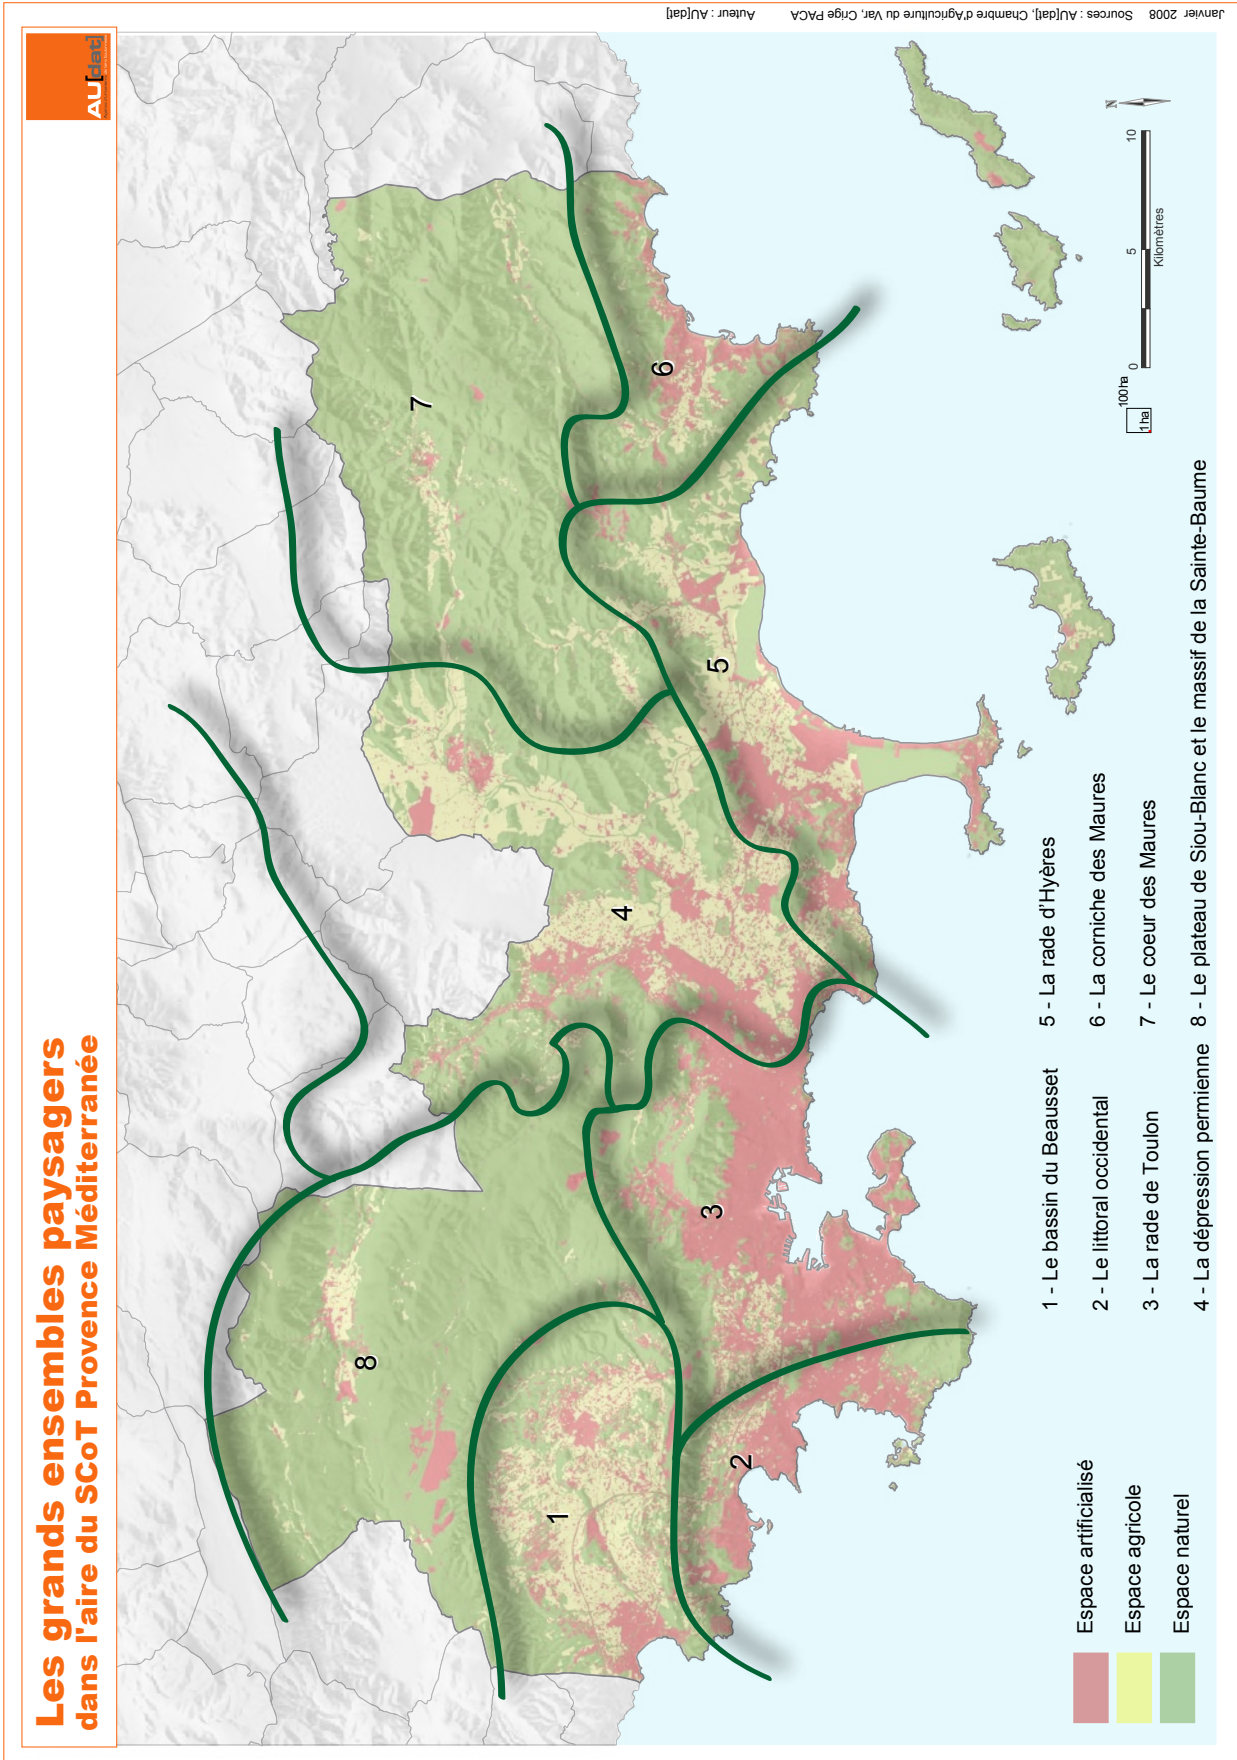 Les grands ensembles paysagers
dans l'aire du SCoT Provence Méditerranée
AU[dat]
8
7
1
4
6
5
3
2
1 - Le bassin du Beausset
2 - Le littoral occidental
3 - La rade de Toulon
4 - La dépression permienne
5 - La rade d'Hyères
6 - La corniche des Maures
7 - Le coeur des Maures
8 - Le plateau de Siou-Blanc et le massif de la Sainte-Baume
Espace artificialisé
Espace agricole
Espace naturel
100 ha
1 ha
0 5 10
Kilomètres
N
Janvier 2008 Sources : AU[dat], Chambre d'Agriculture du Var, Crige PACA Auteur : AU[dat]